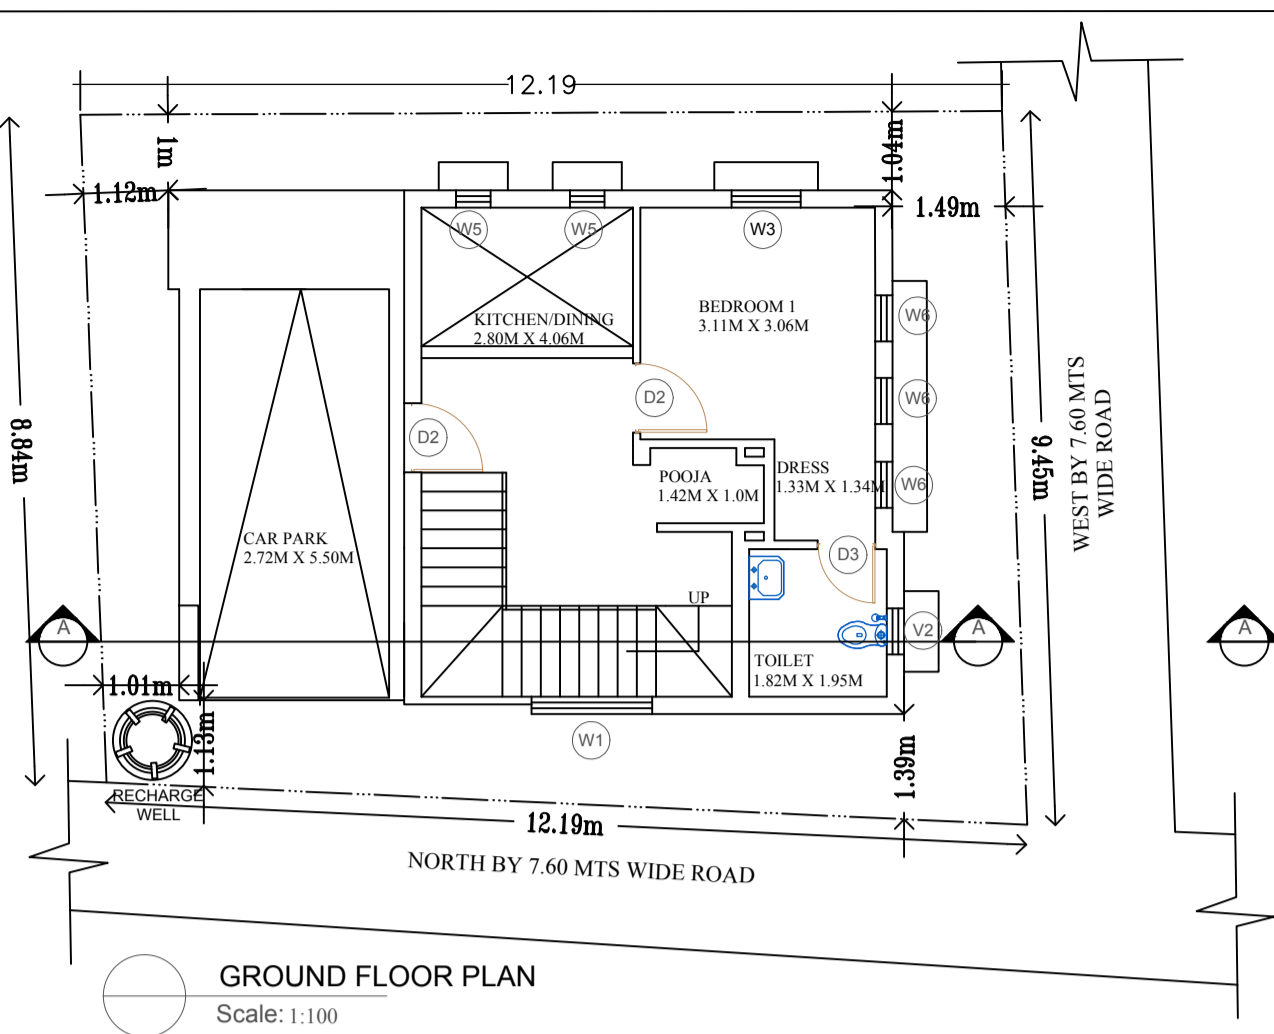 12.19
1m
1.04m
1.12m
1.49m
W5
W5
W3
BEDROOM 1
3.11M X 3.06M
KITCHEN/DINING
2.80M X 4.06M
W6
W6
W6
D2
D2
8.84m
9.45m
WEST BY 7.60 MTS
WIDE ROAD
POOJA
1.42M X 1.0M
DRESS
1.33M X 1.34M
CAR PARK
2.72M X 5.50M
D3
UP
A
A
A
V2
TOILET
1.82M X 1.95M
1.01m
1.13m
W1
1.39m
RECHARGE
WELL
12.19m
NORTH BY 7.60 MTS WIDE ROAD
GROUND FLOOR PLAN
Scale: 1:100